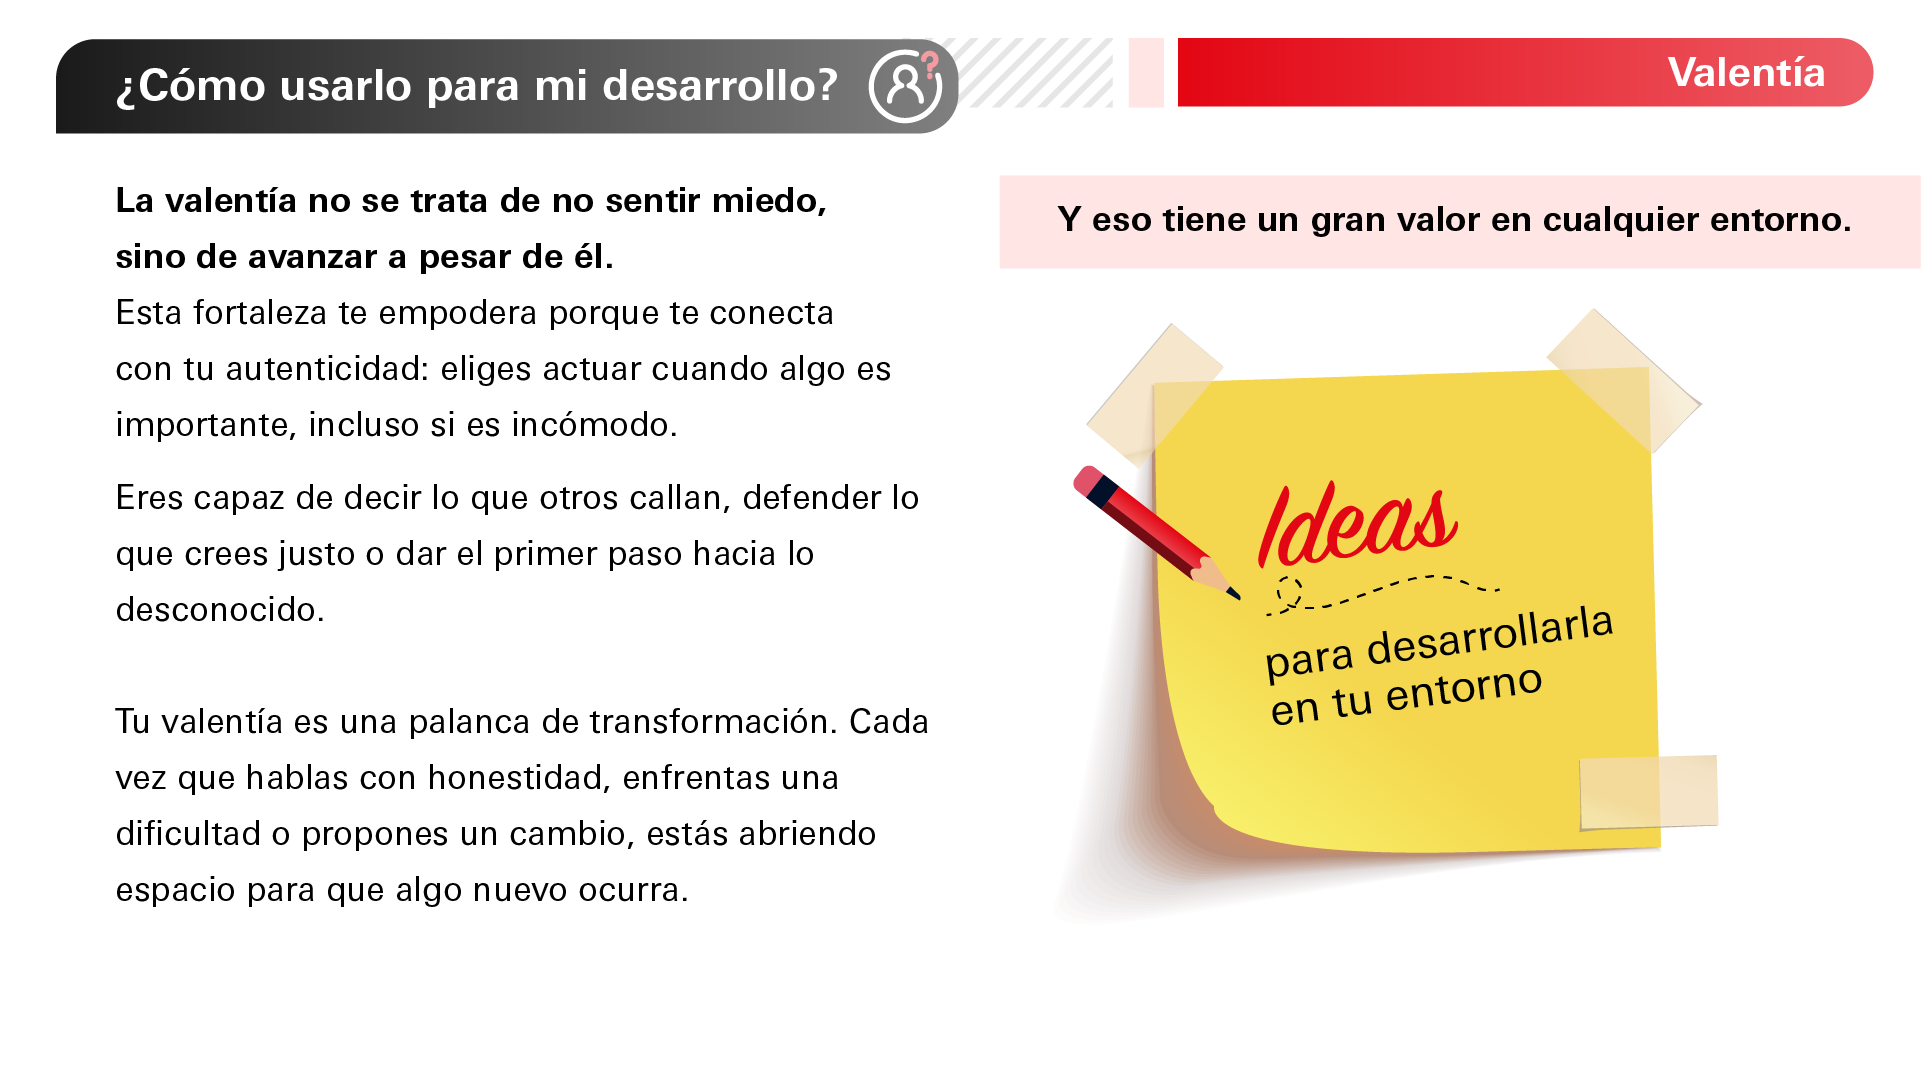 ¿Cómo usarlo para mi desarrollo?
?
Valentía
La valentía no se trata de no sentir miedo,
sino de avanzar a pesar de él.
Esta fortaleza te empodera porque te conecta
con tu autenticidad: eliges actuar cuando algo es
importante, incluso si es incómodo.
Eres capaz de decir lo que otros callan, defender lo
que crees justo o dar el primer paso hacia lo
desconocido.
Tu valentía es una palanca de transformación. Cada
vez que hablas con honestidad, enfrentas una
dificultad o propones un cambio, estás abriendo
espacio para que algo nuevo ocurra.
Y eso tiene un gran valor en cualquier entorno.
Ideas
para desarrollarla
en tu entorno